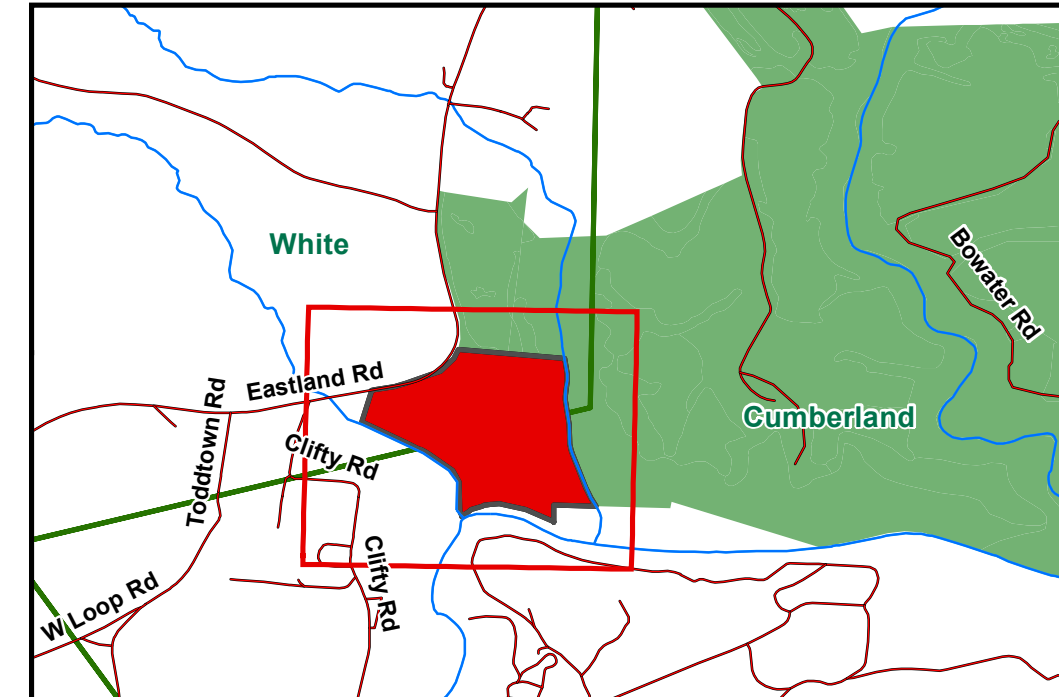 White
Bowater Rd
Eastland Rd
Cumberland
Toddtown Rd
Clifty Rd
Clifty Rd
W Loop Rd